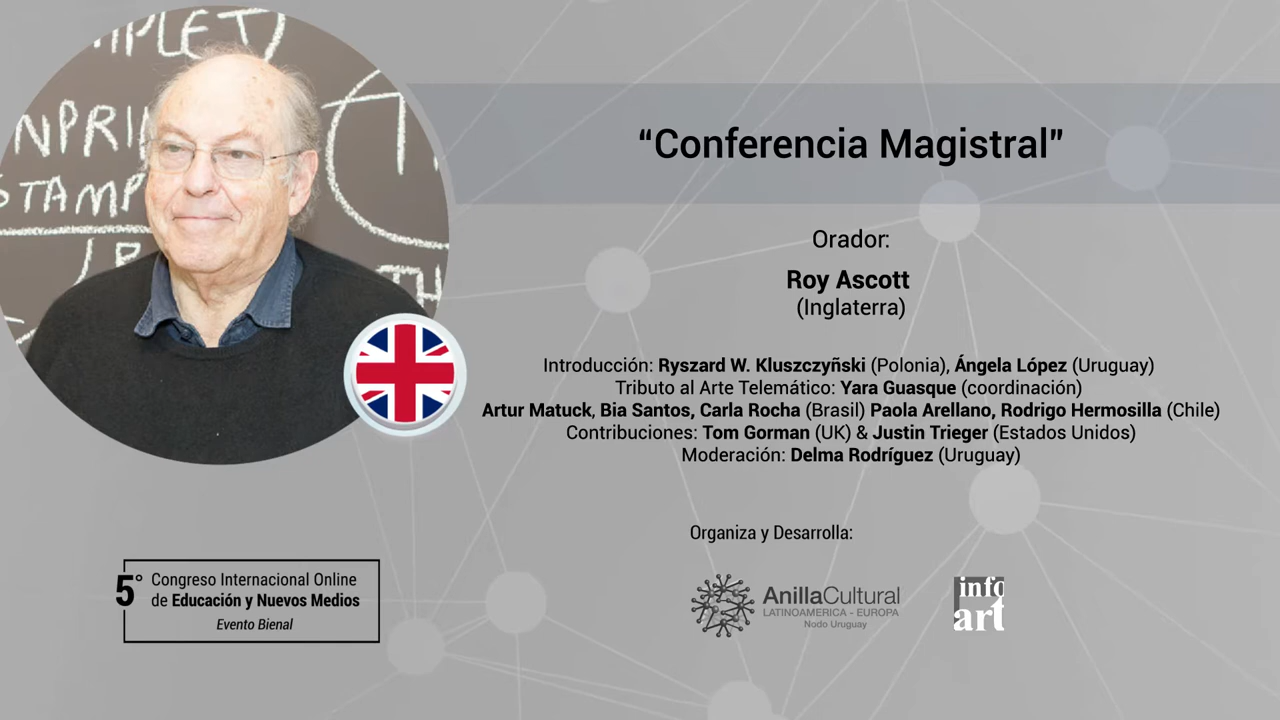 MPLET)
NPRI
STAMP
“Conferencia Magistral”
Orador:
Roy Ascott
(Inglaterra)
Introducción: Ryszard W. Kluszczyñski (Polonia), Ángela López (Uruguay)
Tributo al Arte Telemático: Yara Guasque (coordinación)
Artur Matuck, Bia Santos, Carla Rocha (Brasil) Paola Arellano, Rodrigo Hermosilla (Chile)
Contribuciones: Tom Gorman (UK) & Justin Trieger (Estados Unidos)
Moderación: Delma Rodríguez (Uruguay)
Organiza y Desarrolla:
5° Congreso Internacional Online
de Educación y Nuevos Medios
Evento Bienal
AnillaCultural
LATINOAMERICA - EUROPA
Nodo Uruguay
info
art